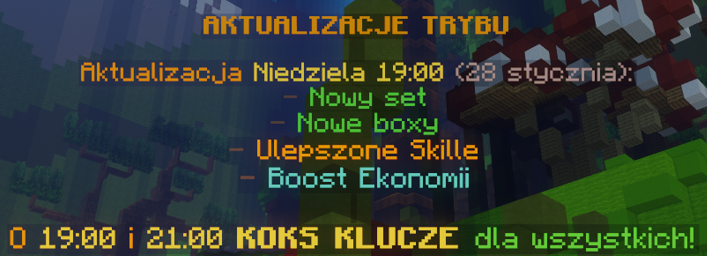 AKTUALIZACJE TRYBU
Aktualizacja Niedziela 19:00 (28 stycznia):
- Nowy set
- Nowe boxy
- Ulepszone Skille
- Boost Ekonomii
O 19:00 i 21:00 KOKS KLUCZE dla wszystkich!